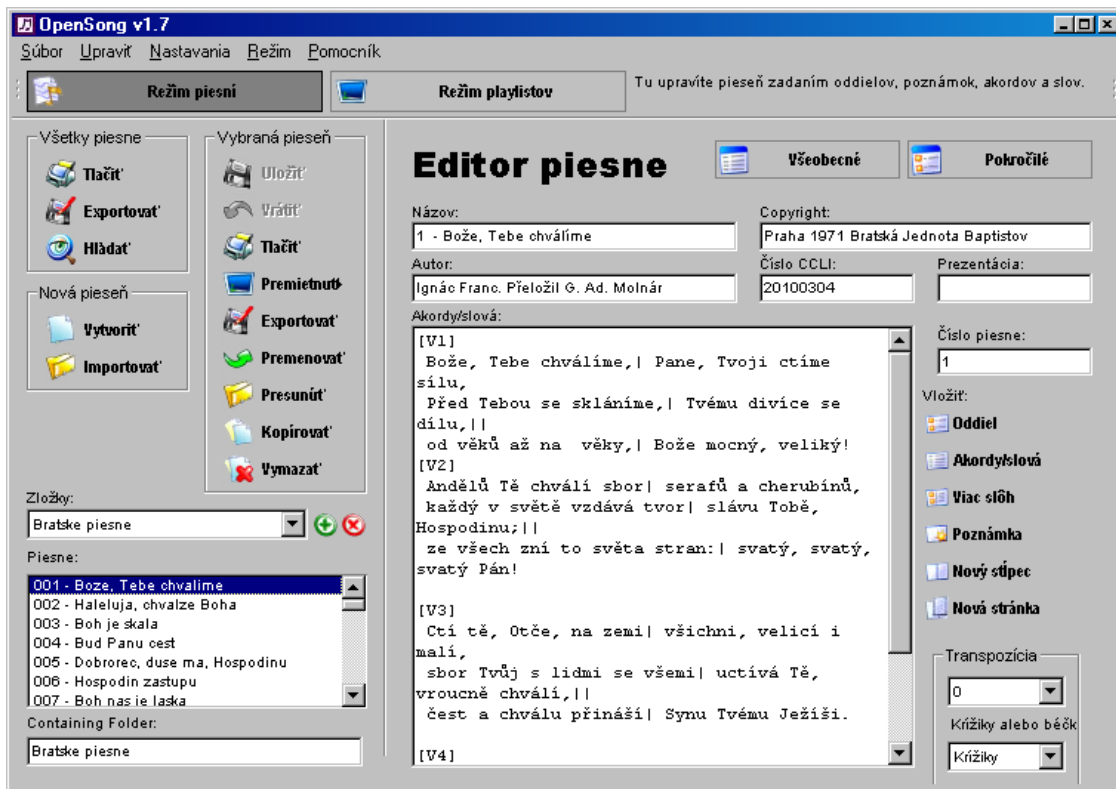 OpenSong v1.7
Súbor Upraviť Nastavania Režim Pomocník
Režim piesní
Režim playlistov
Tu upravíte pieseň zadaním oddielov, poznámok, akordov a slov.
Všetky piesne
Tlačiť
Exportovať
Hľadať
Nová pieseň
Vytvoriť
Importovať
Vybraná pieseň
Uložiť
Vrátiť
Tlačiť
Premietnuť
Exportovať
Premenovať
Presunúť
Kopírovať
Vymazať
Zložky:
Bratske piesne
Piesne:
001 - Boze, Tebe chvalime
002 - Haleluja, chvalze Boha
003 - Boh je skala
004 - Bud Panu cest
005 - Dobrorec, duse ma, Hospodinu
006 - Hospodin zastupu
007 - Boh nas je laska
Containing Folder:
Bratske piesne
Editor piesne
Všeobecné
Pokročilé
Názov:
1 - Bože, Tebe chválíme
Copyright:
Praha 1971 Bratská Jednota Baptistov
Autor:
Ignác Franc. Přeložil G. Ad. Molnár
Číslo CCLI:
20100304
Prezentácia:
Akordy/slová:
[V1]
Bože, Tebe chválíme,| Pane, Tvoji ctíme
sílu,
Před Tebou se skláníme,| Tvému divíce se
dílu,||
od věků až na  věky,| Bože mocný, veliký!
[V2]
Andělů Tě chválí sbor| serafů a cherubínů,
každý v světě vzdává tvor| slávu Tobě,
Hospodinu;||
ze všech zní to světa stran:| svatý, svatý,
svatý Pán!
[V3]
Ctí tě, Otče, na zemi| všichni, velicí i
malí,
sbor Tvůj s lidmi se všemi| uctívá Tě,
vroucně chválí,||
čest a chválu přináší| Synu Tvému Ježíši.
[V4]
Číslo piesne:
1
Vložiť:
Oddiel
Akordy/slová
Viac slôh
Poznámka
Nový stĺpec
Nová stránka
Transpozícia
0
Krížiky alebo béčk
Krížiky